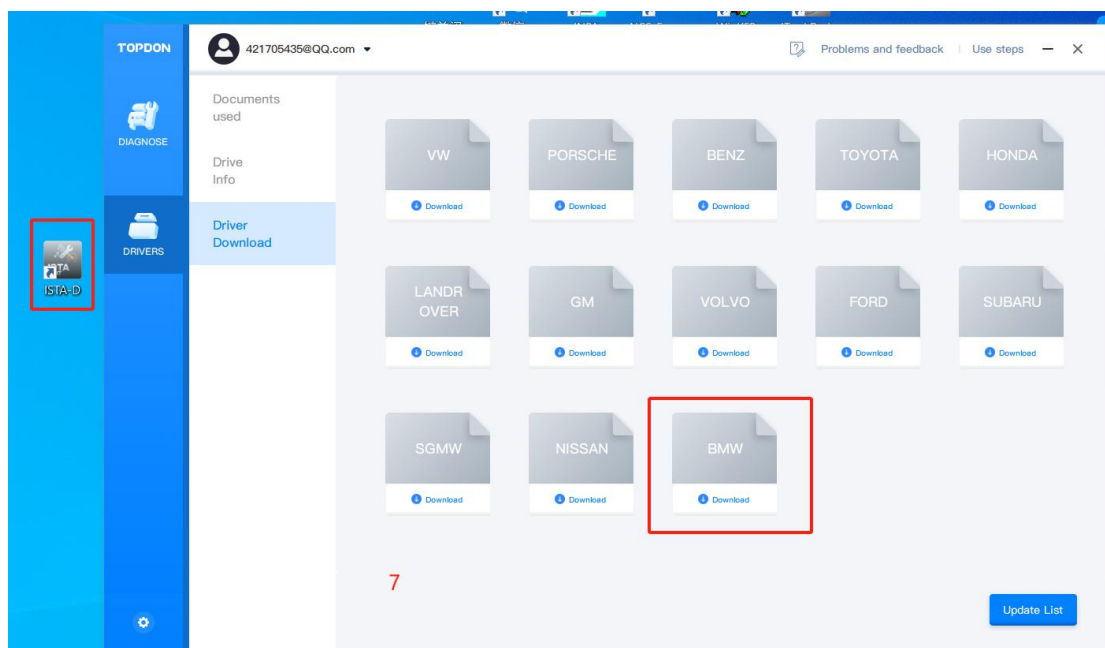 TOPDON
421705435@QQ.com
Problems and feedback
Use steps
DIAGNOSE
DRIVERS
Documents
used
Drive
Info
Driver
Download
ISTA
ISTA-D
VW
PORSCHE
BENZ
TOYOTA
HONDA
Download
Download
Download
Download
Download
LANDR
OVER
GM
VOLVO
FORD
SUBARU
Download
Download
Download
Download
Download
SGMW
NISSAN
BMW
Download
Download
Download
7
Update List